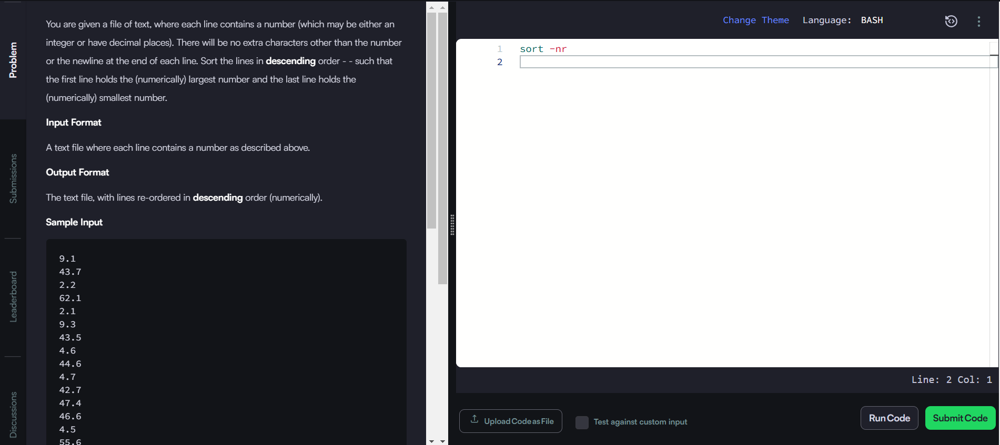 Problem
Submissions
Leaderboard
Discussions
You are given a file of text, where each line contains a number (which may be either an
integer or have decimal places). There will be no extra characters other than the number
or the newline at the end of each line. Sort the lines in descending order - - such that
the first line holds the (numerically) largest number and the last line holds the
(numerically) smallest number.
Input Format
A text file where each line contains a number as described above.
Output Format
The text file, with lines re-ordered in descending order (numerically).
Sample Input
9.1
43.7
2.2
62.1
2.1
9.3
43.5
4.6
44.6
4.7
42.7
47.4
46.6
4.5
55.6
Change Theme Language: BASH
1 sort -nr
2
Line: 2 Col: 1
Upload Code as File
Test against custom input
Run Code
Submit Code